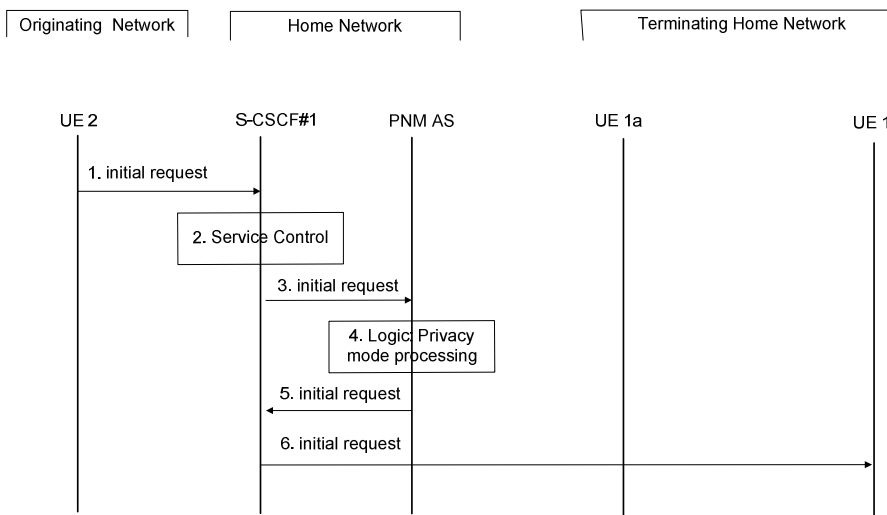 Originating Network
Home Network
Terminating Home Network
UE 2
S-CSCF#1
PNM AS
UE 1a
UE 1
1. initial request
2. Service Control
3. initial request
4. Logic: Privacy
mode processing
5. initial request
6. initial request